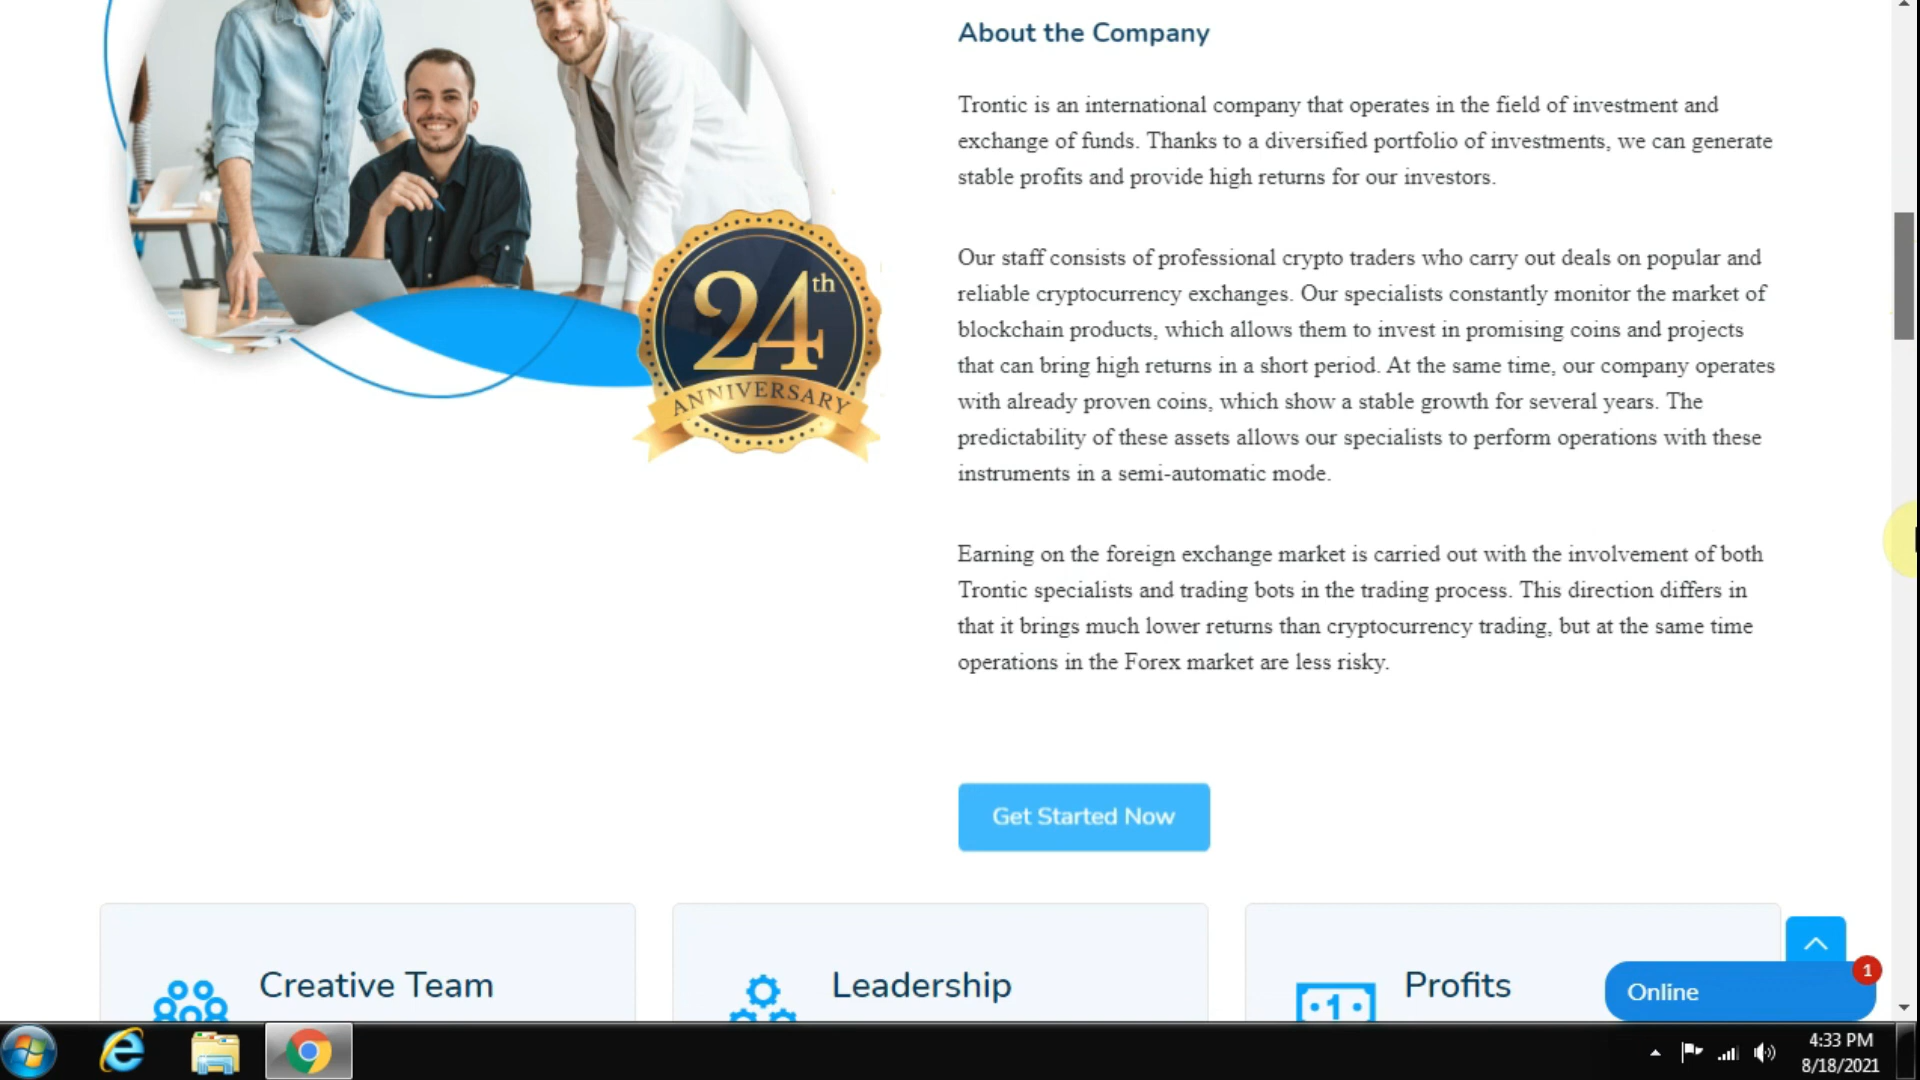 24th
ANNIVERSARY
About the Company
Trontic is an international company that operates in the field of investment and
exchange of funds. Thanks to a diversified portfolio of investments, we can generate
stable profits and provide high returns for our investors.
Our staff consists of professional crypto traders who carry out deals on popular and
reliable cryptocurrency exchanges. Our specialists constantly monitor the market of
blockchain products, which allows them to invest in promising coins and projects
that can bring high returns in a short period. At the same time, our company operates
with already proven coins, which show a stable growth for several years. The
predictability of these assets allows our specialists to perform operations with these
instruments in a semi-automatic mode.
Earning on the foreign exchange market is carried out with the involvement of both
Trontic specialists and trading bots in the trading process. This direction differs in
that it brings much lower returns than cryptocurrency trading, but at the same time
operations in the Forex market are less risky.
Get Started Now
Creative Team
Leadership
1
Profits
Online
1
4:33 PM
8/18/2021